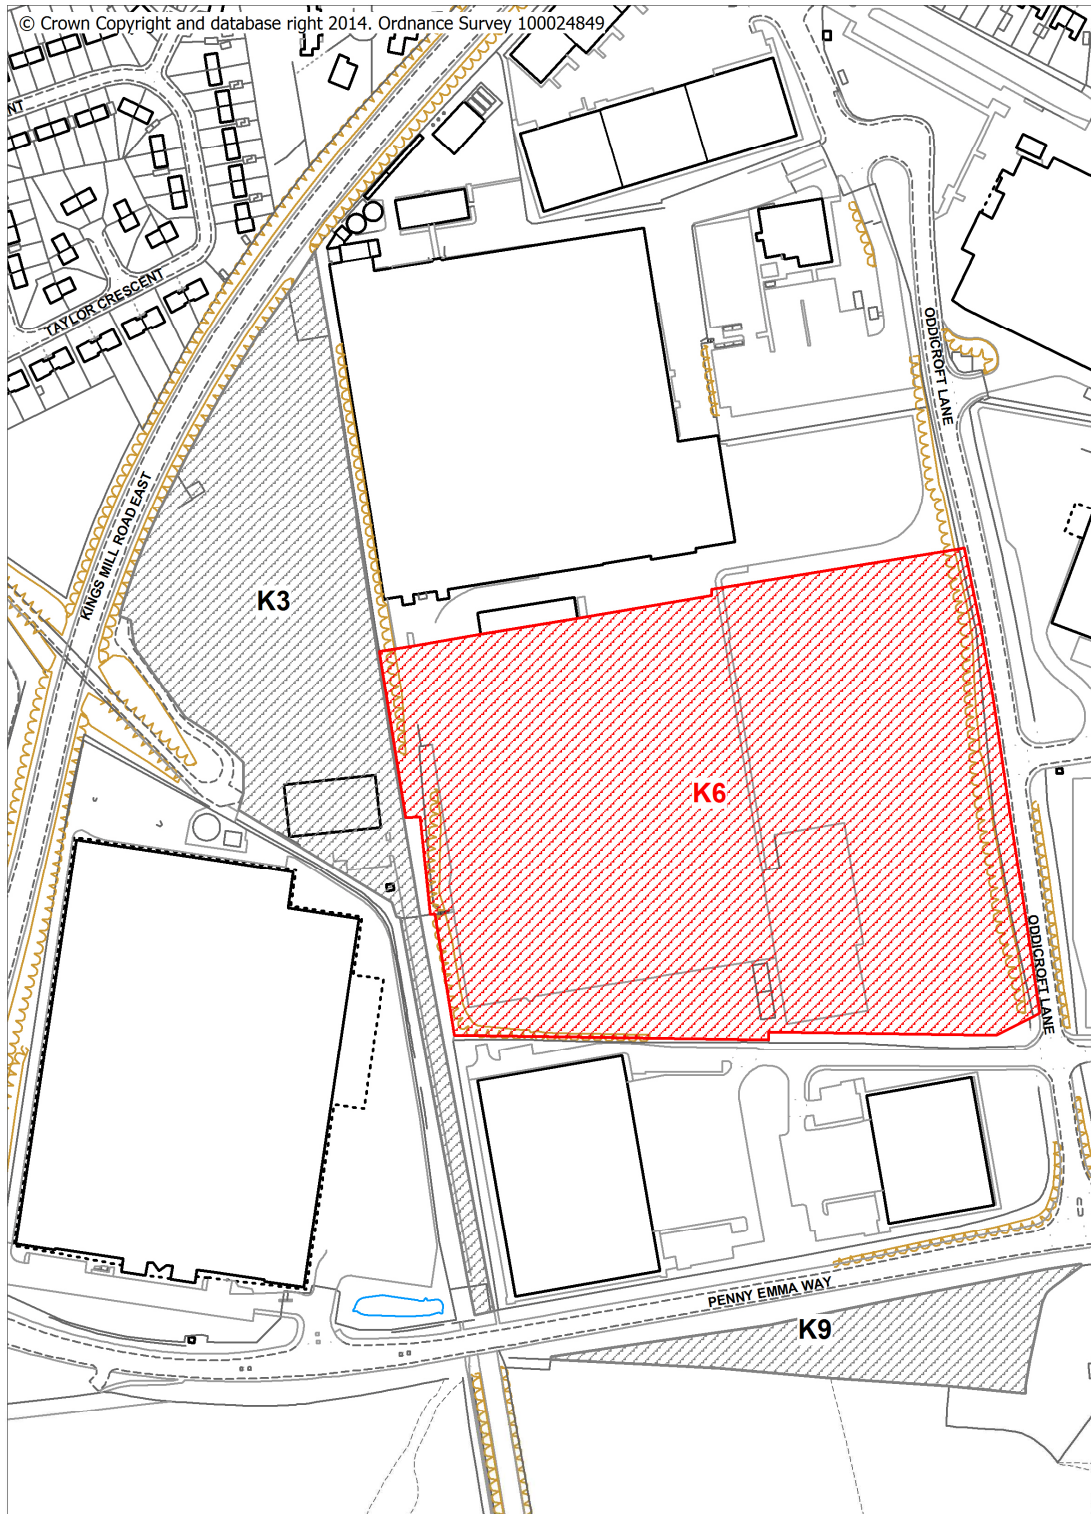 © Crown Copyright and database right 2014. Ordnance Survey 100024849
NT
TAYLOR CRESCENT
ODDICROFT LANE
KINGS MILL ROAD EAST
K3
K6
ODDICROFT LANE
PENNY EMMA WAY
K9